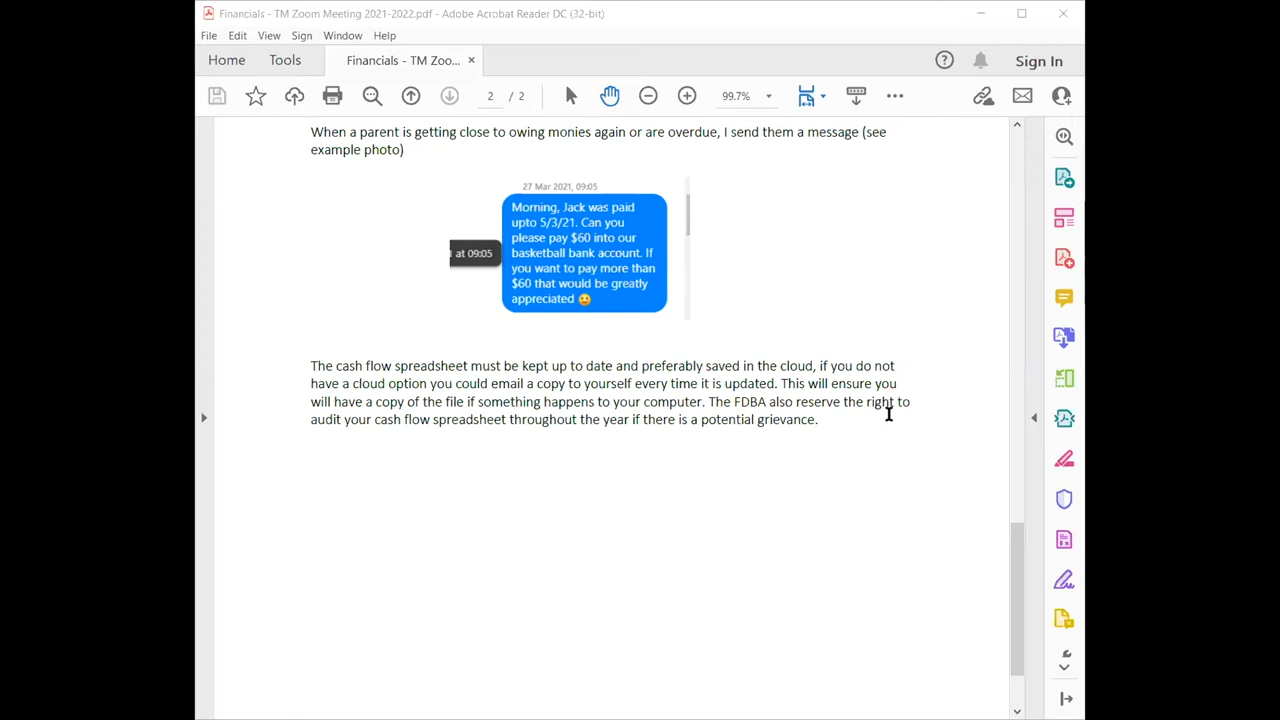 Financials - TM Zoom Meeting 2021-2022.pdf - Adobe Acrobat Reader DC (32-bit)
File Edit View Sign Window Help
Home Tools Financials - TM Zoo... × Sign In
2 / 2 99.7%
When a parent is getting close to owing monies again or are overdue, I send them a message (see
example photo)
27 Mar 2021, 09:05
Morning, Jack was paid
upto 5/3/21. Can you
please pay $60 into our
basketball bank account. If
you want to pay more than
$60 that would be greatly
appreciated 😀
at 09:05
The cash flow spreadsheet must be kept up to date and preferably saved in the cloud, if you do not
have a cloud option you could email a copy to yourself every time it is updated. This will ensure you
will have a copy of the file if something happens to your computer. The FDBA also reserve the right to
audit your cash flow spreadsheet throughout the year if there is a potential grievance.